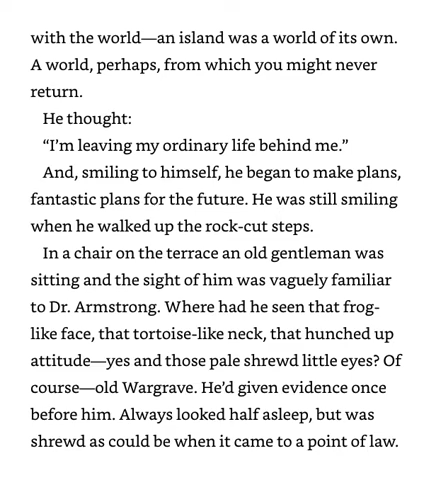 with the world—an island was a world of its own.
A world, perhaps, from which you might never
return.
He thought:
“I’m leaving my ordinary life behind me.”
And, smiling to himself, he began to make plans,
fantastic plans for the future. He was still smiling
when he walked up the rock-cut steps.
In a chair on the terrace an old gentleman was
sitting and the sight of him was vaguely familiar
to Dr. Armstrong. Where had he seen that frog-
like face, that tortoise-like neck, that hunched up
attitude—yes and those pale shrewd little eyes? Of
course—old Wargrave. He’d given evidence once
before him. Always looked half asleep, but was
shrewd as could be when it came to a point of law.